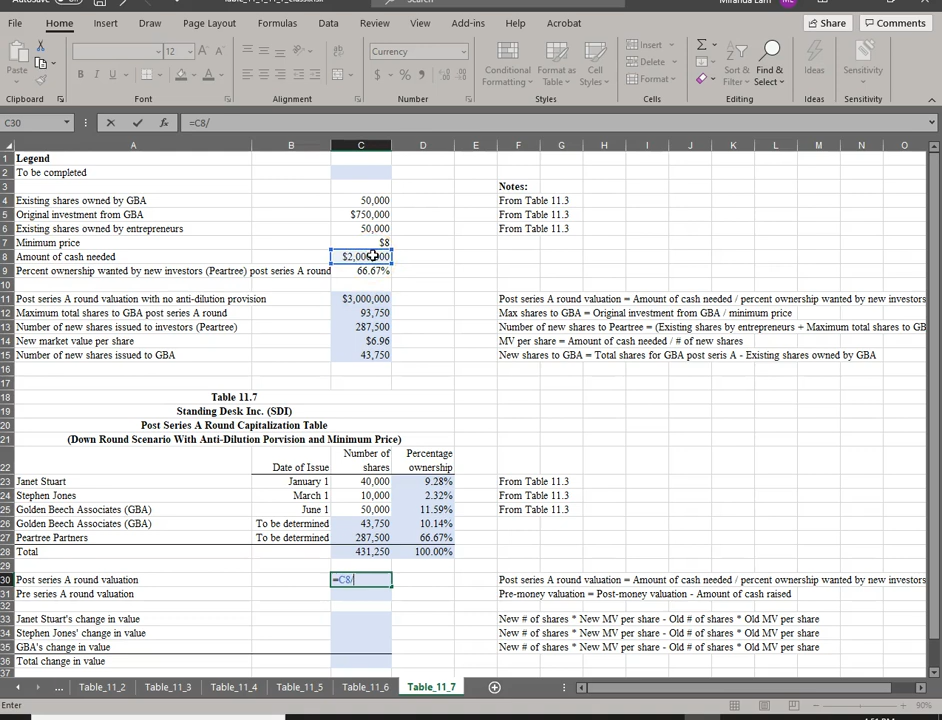 File Home Insert Draw Page Layout Formulas Data Review View Add-ins Help Acrobat Share Comments
Paste
12
Currency
Conditional Formatting
Format as Table
Cell Styles
Insert
Delete
Format
Sort & Filter
Find & Select
Ideas
Sensitivity
Clipboard Font Alignment Number Styles Cells Editing Ideas Sensitivity
C30 =C8/
A B C D E F G H I J K L M N O
1 Legend
2 To be completed
3 Notes:
4 Existing shares owned by GBA 50,000 From Table 11.3
5 Original investment from GBA $750,000 From Table 11.3
6 Existing shares owned by entrepreneurs 50,000 From Table 11.3
7 Minimum price $8
8 Amount of cash needed
9 Percent ownership wanted by new investors (Peartree) post series A round 66.67%
10
11 Post series A round valuation with no anti-dilution provision $3,000,000 Post series A round valuation = Amount of cash needed / percent ownership wanted by new investors
12 Maximum total shares to GBA post series A round 93,750 Max shares to GBA = Original investment from GBA / minimum price
13 Number of new shares issued to investors (Peartree) 287,500 Number of new shares to Peartree = (Existing shares by entrepreneurs + Maximum total shares to GB
14 New market value per share $6.96 MV per share = Amount of cash needed / # of new shares
15 Number of new shares issued to GBA 43,750 New shares to GBA = Total shares for GBA post seris A - Existing shares owned by GBA
16
17
18 Table 11.7
19 Standing Desk Inc. (SDI)
20 Post Series A Round Capitalization Table
21 (Down Round Scenario With Anti-Dilution Porvision and Minimum Price)
22 Date of Issue Number of shares Percentage ownership
23 Janet Stuart January 1 40,000 9.28% From Table 11.3
24 Stephen Jones March 1 10,000 2.32% From Table 11.3
25 Golden Beech Associates (GBA) June 1 50,000 11.59% From Table 11.3
26 Golden Beech Associates (GBA) To be determined 43,750 10.14%
27 Peartree Partners To be determined 287,500 66.67%
28 Total 431,250 100.00%
29
30 Post series A round valuation =C8/ Post series A round valuation = Amount of cash needed / percent ownership wanted by new investors
31 Pre series A round valuation Pre-money valuation = Post-money valuation - Amount of cash raised
32
33 Janet Stuart's change in value New # of shares * New MV per share - Old # of shares * Old MV per share
34 Stephen Jones' change in value New # of shares * New MV per share - Old # of shares * Old MV per share
35 GBA's change in value New # of shares * New MV per share - Old # of shares * Old MV per share
36 Total change in value
37
... Table_11_2 Table_11_3 Table_11_4 Table_11_5 Table_11_6 Table_11_7
Enter 90%